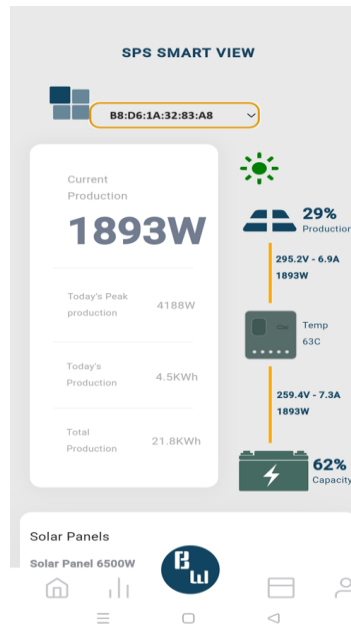 SPS SMART VIEW
B8:D6:1A:32:83:A8
Current
Production
1893W
Today's Peak
production
4188W
Today's
Production
4.5KWh
Total
Production
21.8KWh
29%
Production
295.2V - 6.9A
1893W
Temp
63C
259.4V - 7.3A
1893W
62%
Capacity
Solar Panels
Solar Panel 6500W
BW